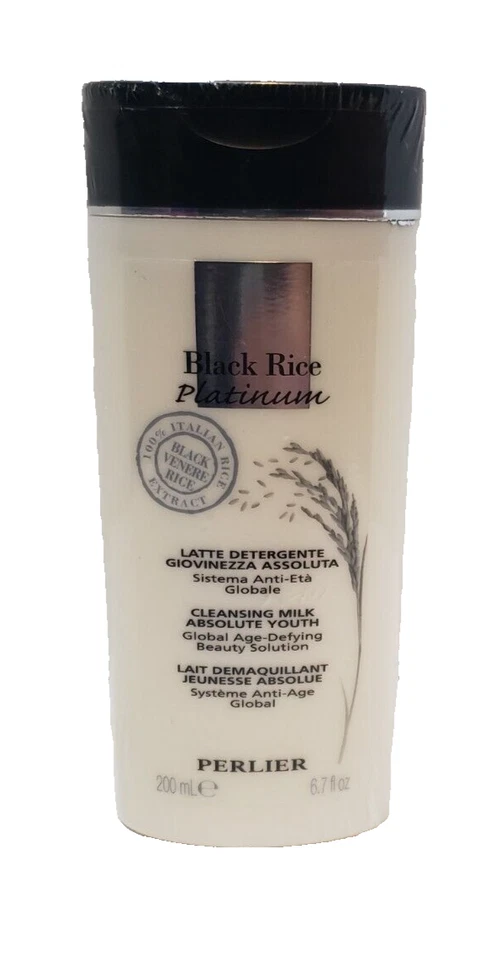 Black Rice
Platinum
100% ITALIAN RICE
BLACK
VENERE
RICE
EXTRACT
LATTE DETERGENTE
GIOVINEZZA ASSOLUTA
Sistema Anti-Età
Globale
CLEANSING MILK
ABSOLUTE YOUTH
Global Age-Defying
Beauty Solution
LAIT DEMAQUILLANT
JEUNESSE ABSOLUE
Système Anti-Age
Global
PERLIER
200 mL℮ 6.7 fl oz